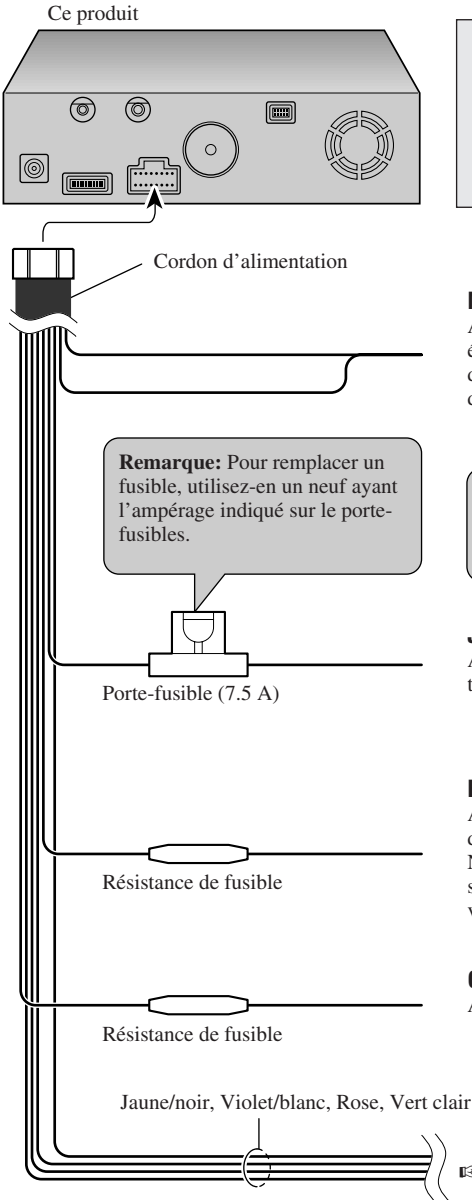 Ce produit
Cordon d'alimentation
Remarque: Pour remplacer un
fusible, utilisez-en un neuf ayant
l'ampérage indiqué sur le porte-
fusibles.
Porte-fusible (7.5 A)
Résistance de fusible
Résistance de fusible
Jaune/noir, Violet/blanc, Rose, Vert clair